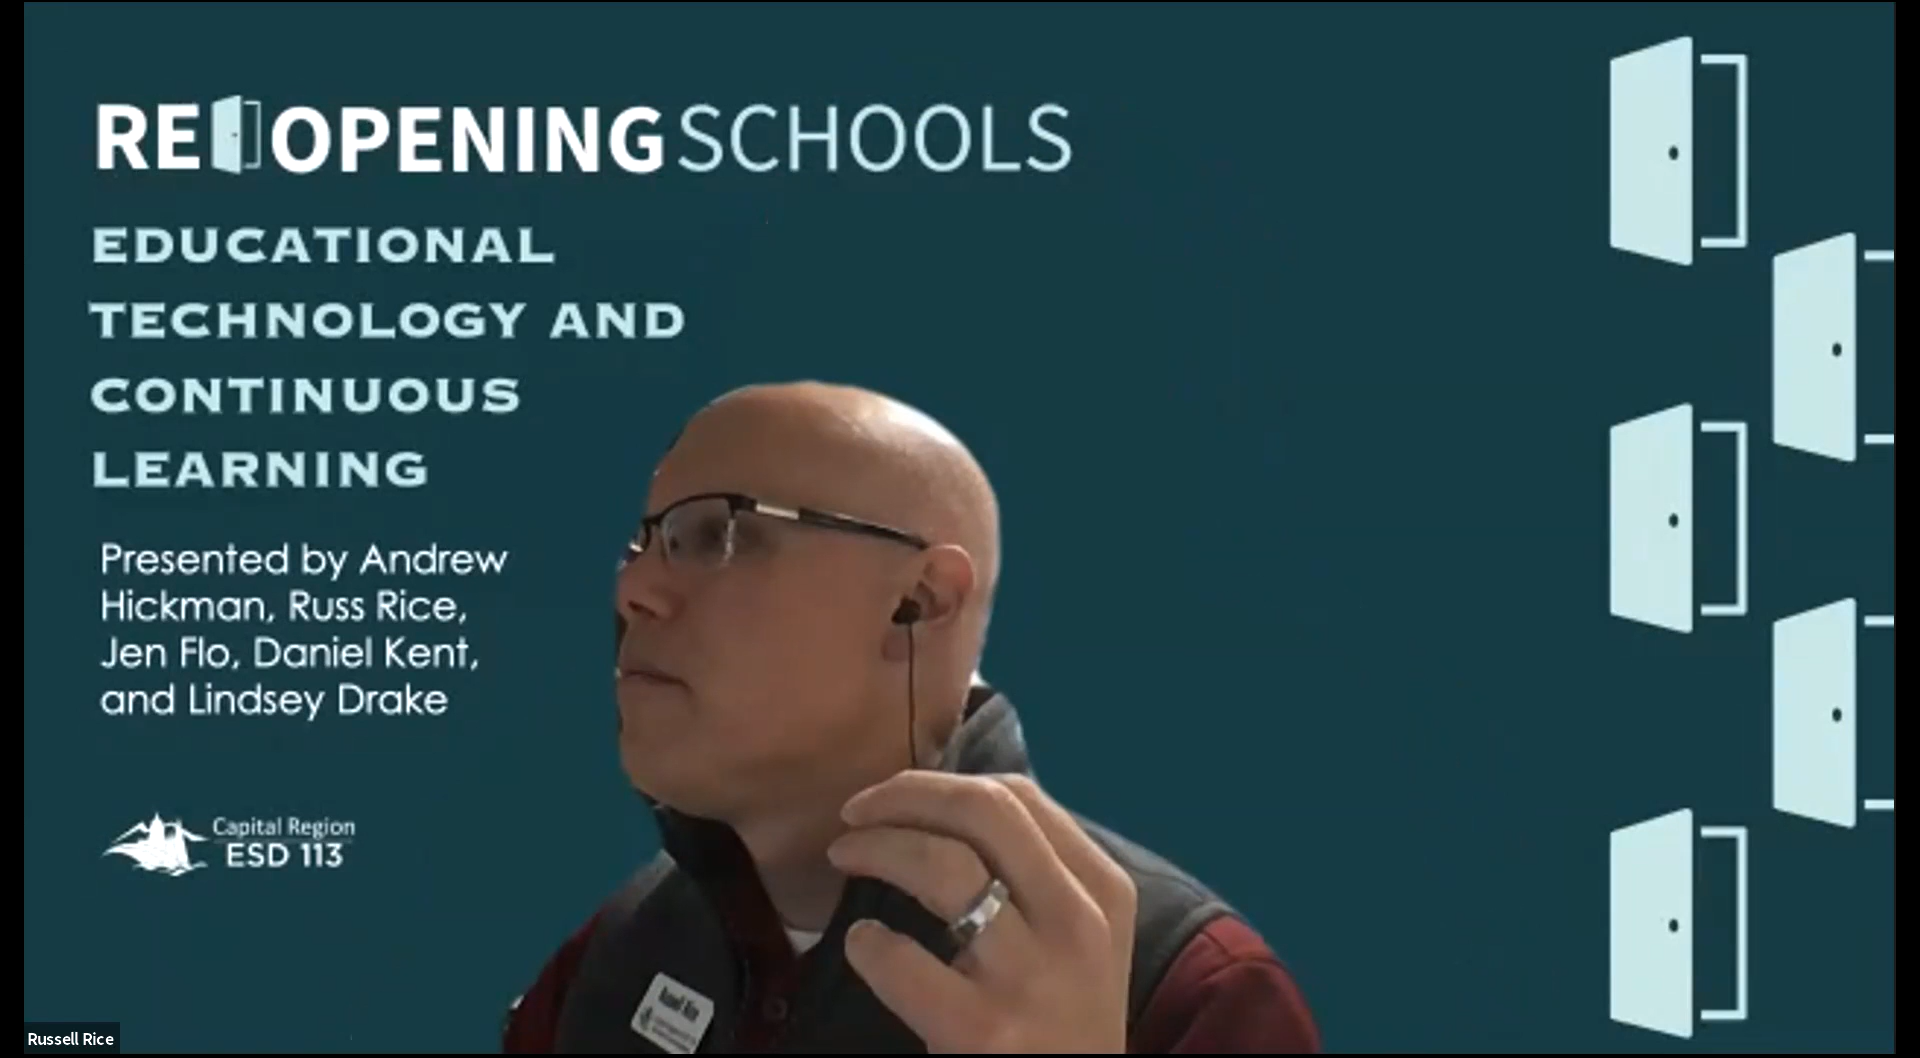 REOPENING SCHOOLS
EDUCATIONAL
TECHNOLOGY AND
CONTINUOUS
LEARNING
Presented by Andrew
Hickman, Russ Rice,
Jen Flo, Daniel Kent,
and Lindsey Drake
Capital Region
ESD 113
Russell Rice